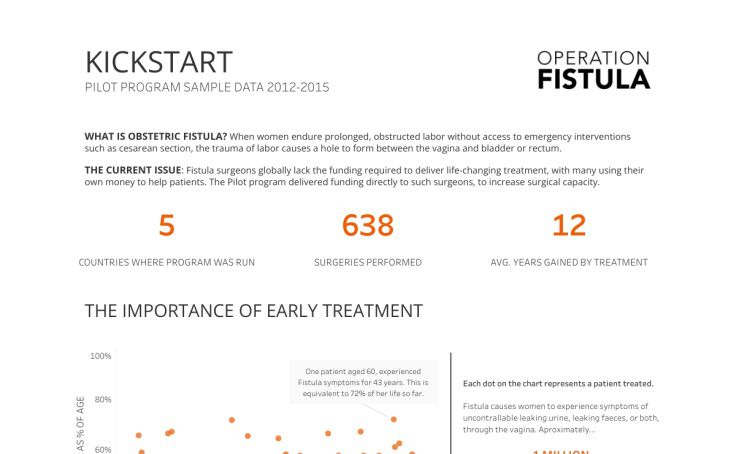 KICKSTART
PILOT PROGRAM SAMPLE DATA 2012-2015
OPERATION
FISTULA
WHAT IS OBSTETRIC FISTULA? When women endure prolonged, obstructed labor without access to emergency interventions
such as cesarean section, the trauma of labor causes a hole to form between the vagina and bladder or rectum.
THE CURRENT ISSUE: Fistula surgeons globally lack the funding required to deliver life-changing treatment, with many using their
own money to help patients. The Pilot program delivered funding directly to such surgeons, to increase surgical capacity.
5
638
12
COUNTRIES WHERE PROGRAM WAS RUN
SURGERIES PERFORMED
AVG. YEARS GAINED BY TREATMENT
THE IMPORTANCE OF EARLY TREATMENT
100%
80%
60%
AS % OF AGE
One patient aged 60, experienced
Fistula symptoms for 43 years. This is
equivalent to 72% of her life so far.
Each dot on the chart represents a patient treated.
Fistula causes women to experience symptoms of
uncontrallable leaking urine, leaking faeces, or both,
through the vagina. Aproximately...
1 MILLION